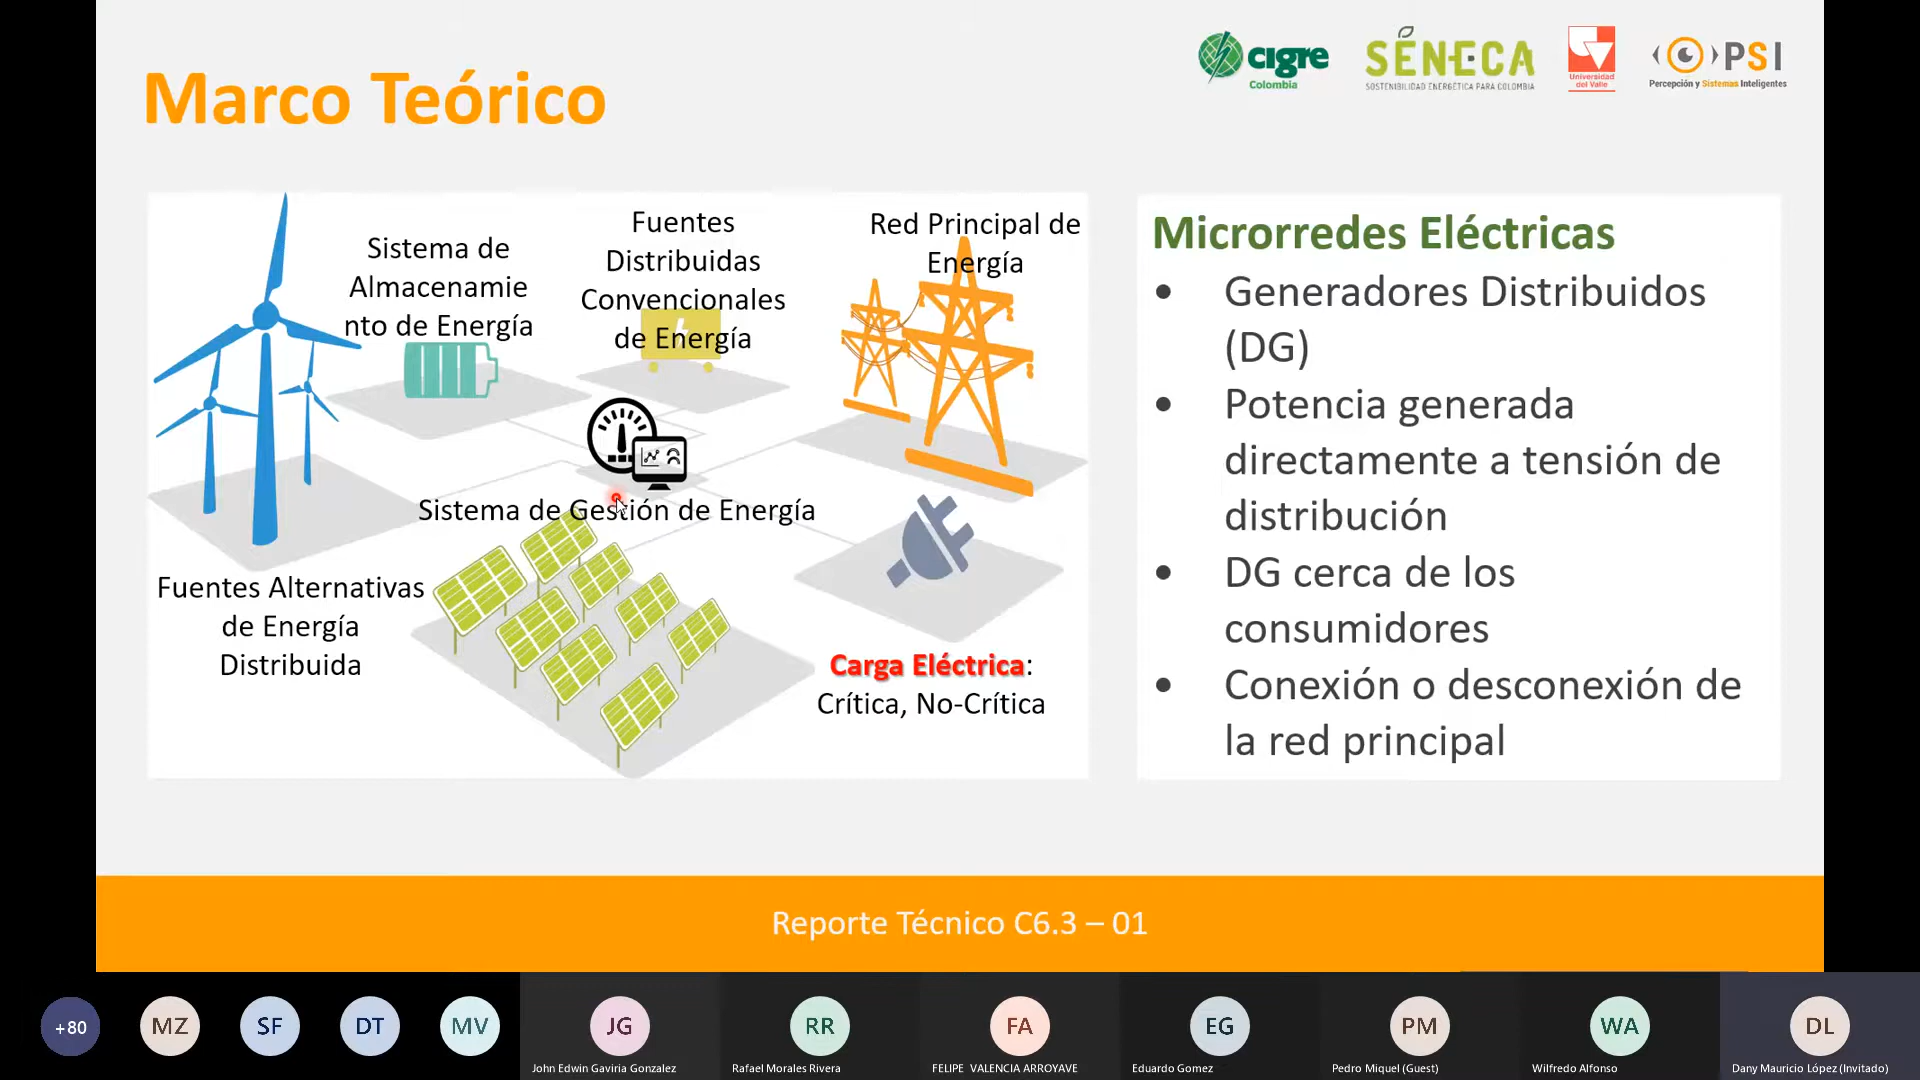 Marco Teórico
cigre
Colombia
SÉNECA
SOSTENIBILIDAD ENERGÉTICA PARA COLOMBIA
Universidad
del Valle
PSI
Percepción y Sistemas Inteligentes
Sistema de
Almacenamie
nto de Energía
Fuentes
Distribuidas
Convencionales
de Energía
Red Principal de
Energía
Sistema de Gestión de Energía
Fuentes Alternativas
de Energía
Distribuida
Carga Eléctrica:
Crítica, No-Crítica
Microrredes Eléctricas
• Generadores Distribuidos
(DG)
• Potencia generada
directamente a tensión de
distribución
• DG cerca de los
consumidores
• Conexión o desconexión de
la red principal
Reporte Técnico C6.3 – 01
+80
MZ
SF
DT
MV
JG
John Edwin Gaviria Gonzalez
RR
Rafael Morales Rivera
FA
FELIPE VALENCIA ARROYAVE
EG
Eduardo Gomez
PM
Pedro Miquel (Guest)
WA
Wilfredo Alfonso
DL
Dany Mauricio López (Invitado)